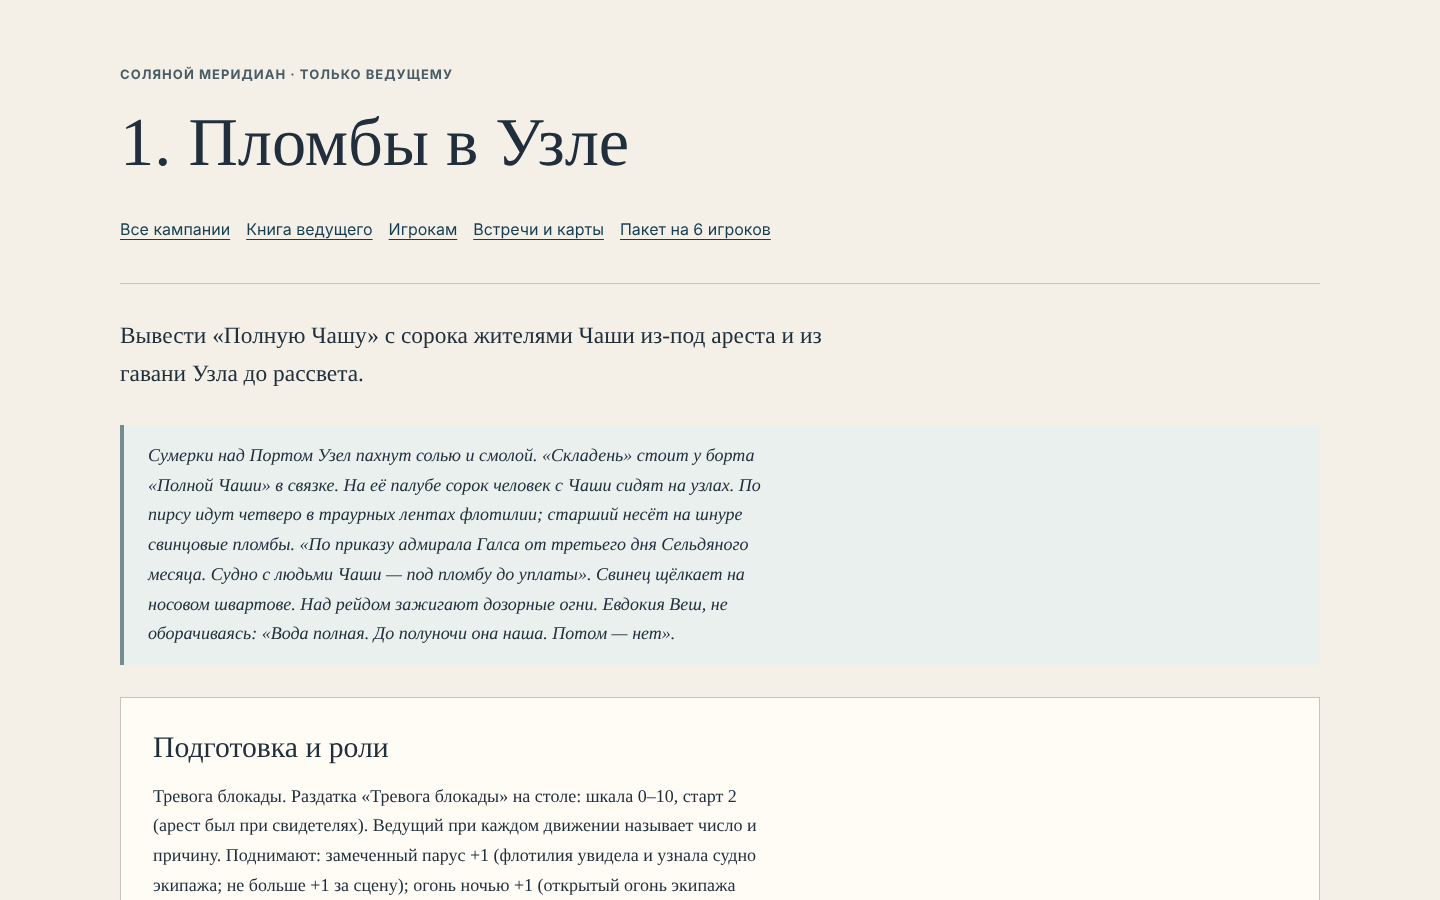 СОЛЯНОЙ МЕРИДИАН · ТОЛЬКО ВЕДУЩЕМУ
1. Пломбы в Узле
Все кампании Книга ведущего Игрокам Встречи и карты Пакет на 6 игроков
Вывести «Полную Чашу» с сорока жителями Чаши из-под ареста и из
гавани Узла до рассвета.
Сумерки над Портом Узел пахнут солью и смолой. «Складень» стоит у борта
«Полной Чаши» в связке. На её палубе сорок человек с Чаши сидят на узлах. По
пирсу идут четверо в траурных лентах флотилии; старший несёт на шнуре
свинцовые пломбы. «По приказу адмирала Галса от третьего дня Сельдяного
месяца. Судно с людьми Чаши — под пломбу до уплаты». Свинец щёлкает на
носовом швартове. Над рейдом зажигают дозорные огни. Евдокия Веш, не
оборачиваясь: «Вода полная. До полуночи она наша. Потом — нет».
Подготовка и роли
Тревога блокады. Раздатка «Тревога блокады» на столе: шкала 0–10, старт 2
(арест был при свидетелях). Ведущий при каждом движении называет число и
причину. Поднимают: замеченный парус +1 (флотилия увидела и узнала судно
экипажа; не больше +1 за сцену); огонь ночью +1 (открытый огонь экипажа